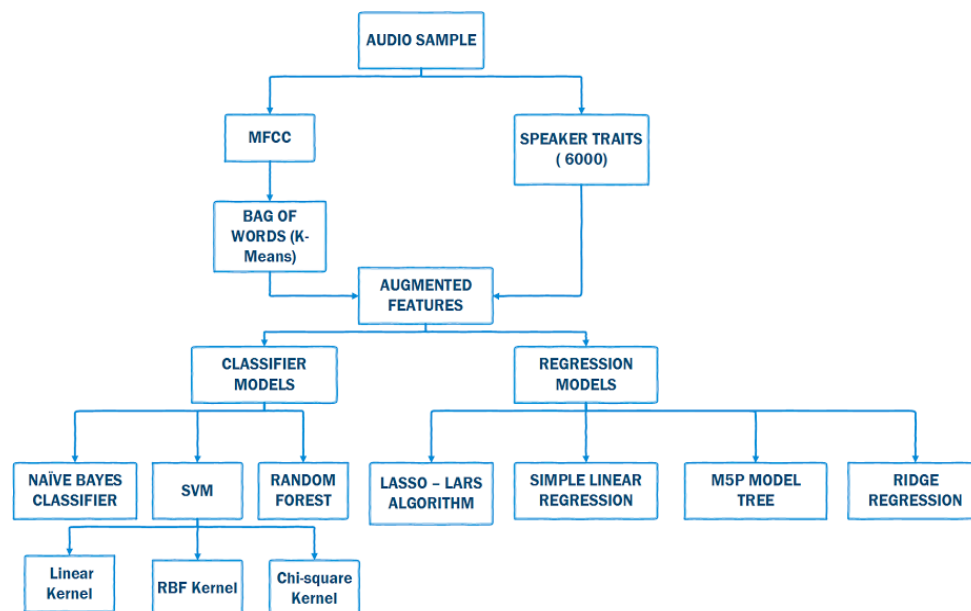 AUDIO SAMPLE
MFCC
SPEAKER TRAITS
( 6000)
BAG OF
WORDS (K-
Means)
AUGMENTED
FEATURES
CLASSIFIER
MODELS
REGRESSION
MODELS
NAÏVE BAYES
CLASSIFIER
SVM
RANDOM
FOREST
LASSO – LARS
ALGORITHM
SIMPLE LINEAR
REGRESSION
M5P MODEL
TREE
RIDGE
REGRESSION
Linear
Kernel
RBF Kernel
Chi-square
Kernel